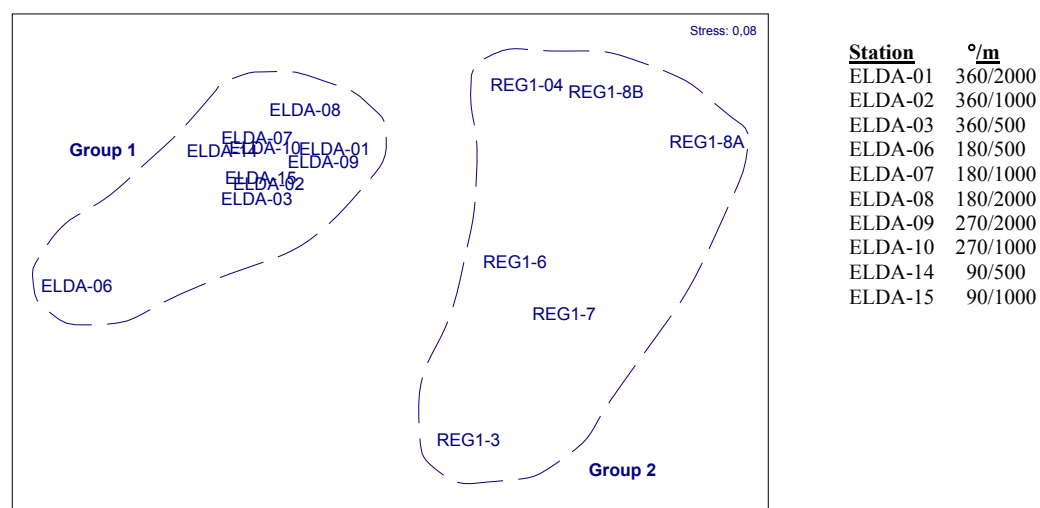 Stress: 0,08
REG1-04
REG1-8B
ELDA-08
ELDA-07
REG1-8A
Group 1
ELDA-14
ELDA-10
ELDA-01
ELDA-09
ELDA-15
ELDA-02
ELDA-03
REG1-6
ELDA-06
REG1-7
REG1-3
Group 2
Station °/m
ELDA-01 360/2000
ELDA-02 360/1000
ELDA-03 360/500
ELDA-06 180/500
ELDA-07 180/1000
ELDA-08 180/2000
ELDA-09 270/2000
ELDA-10 270/1000
ELDA-14 90/500
ELDA-15 90/1000